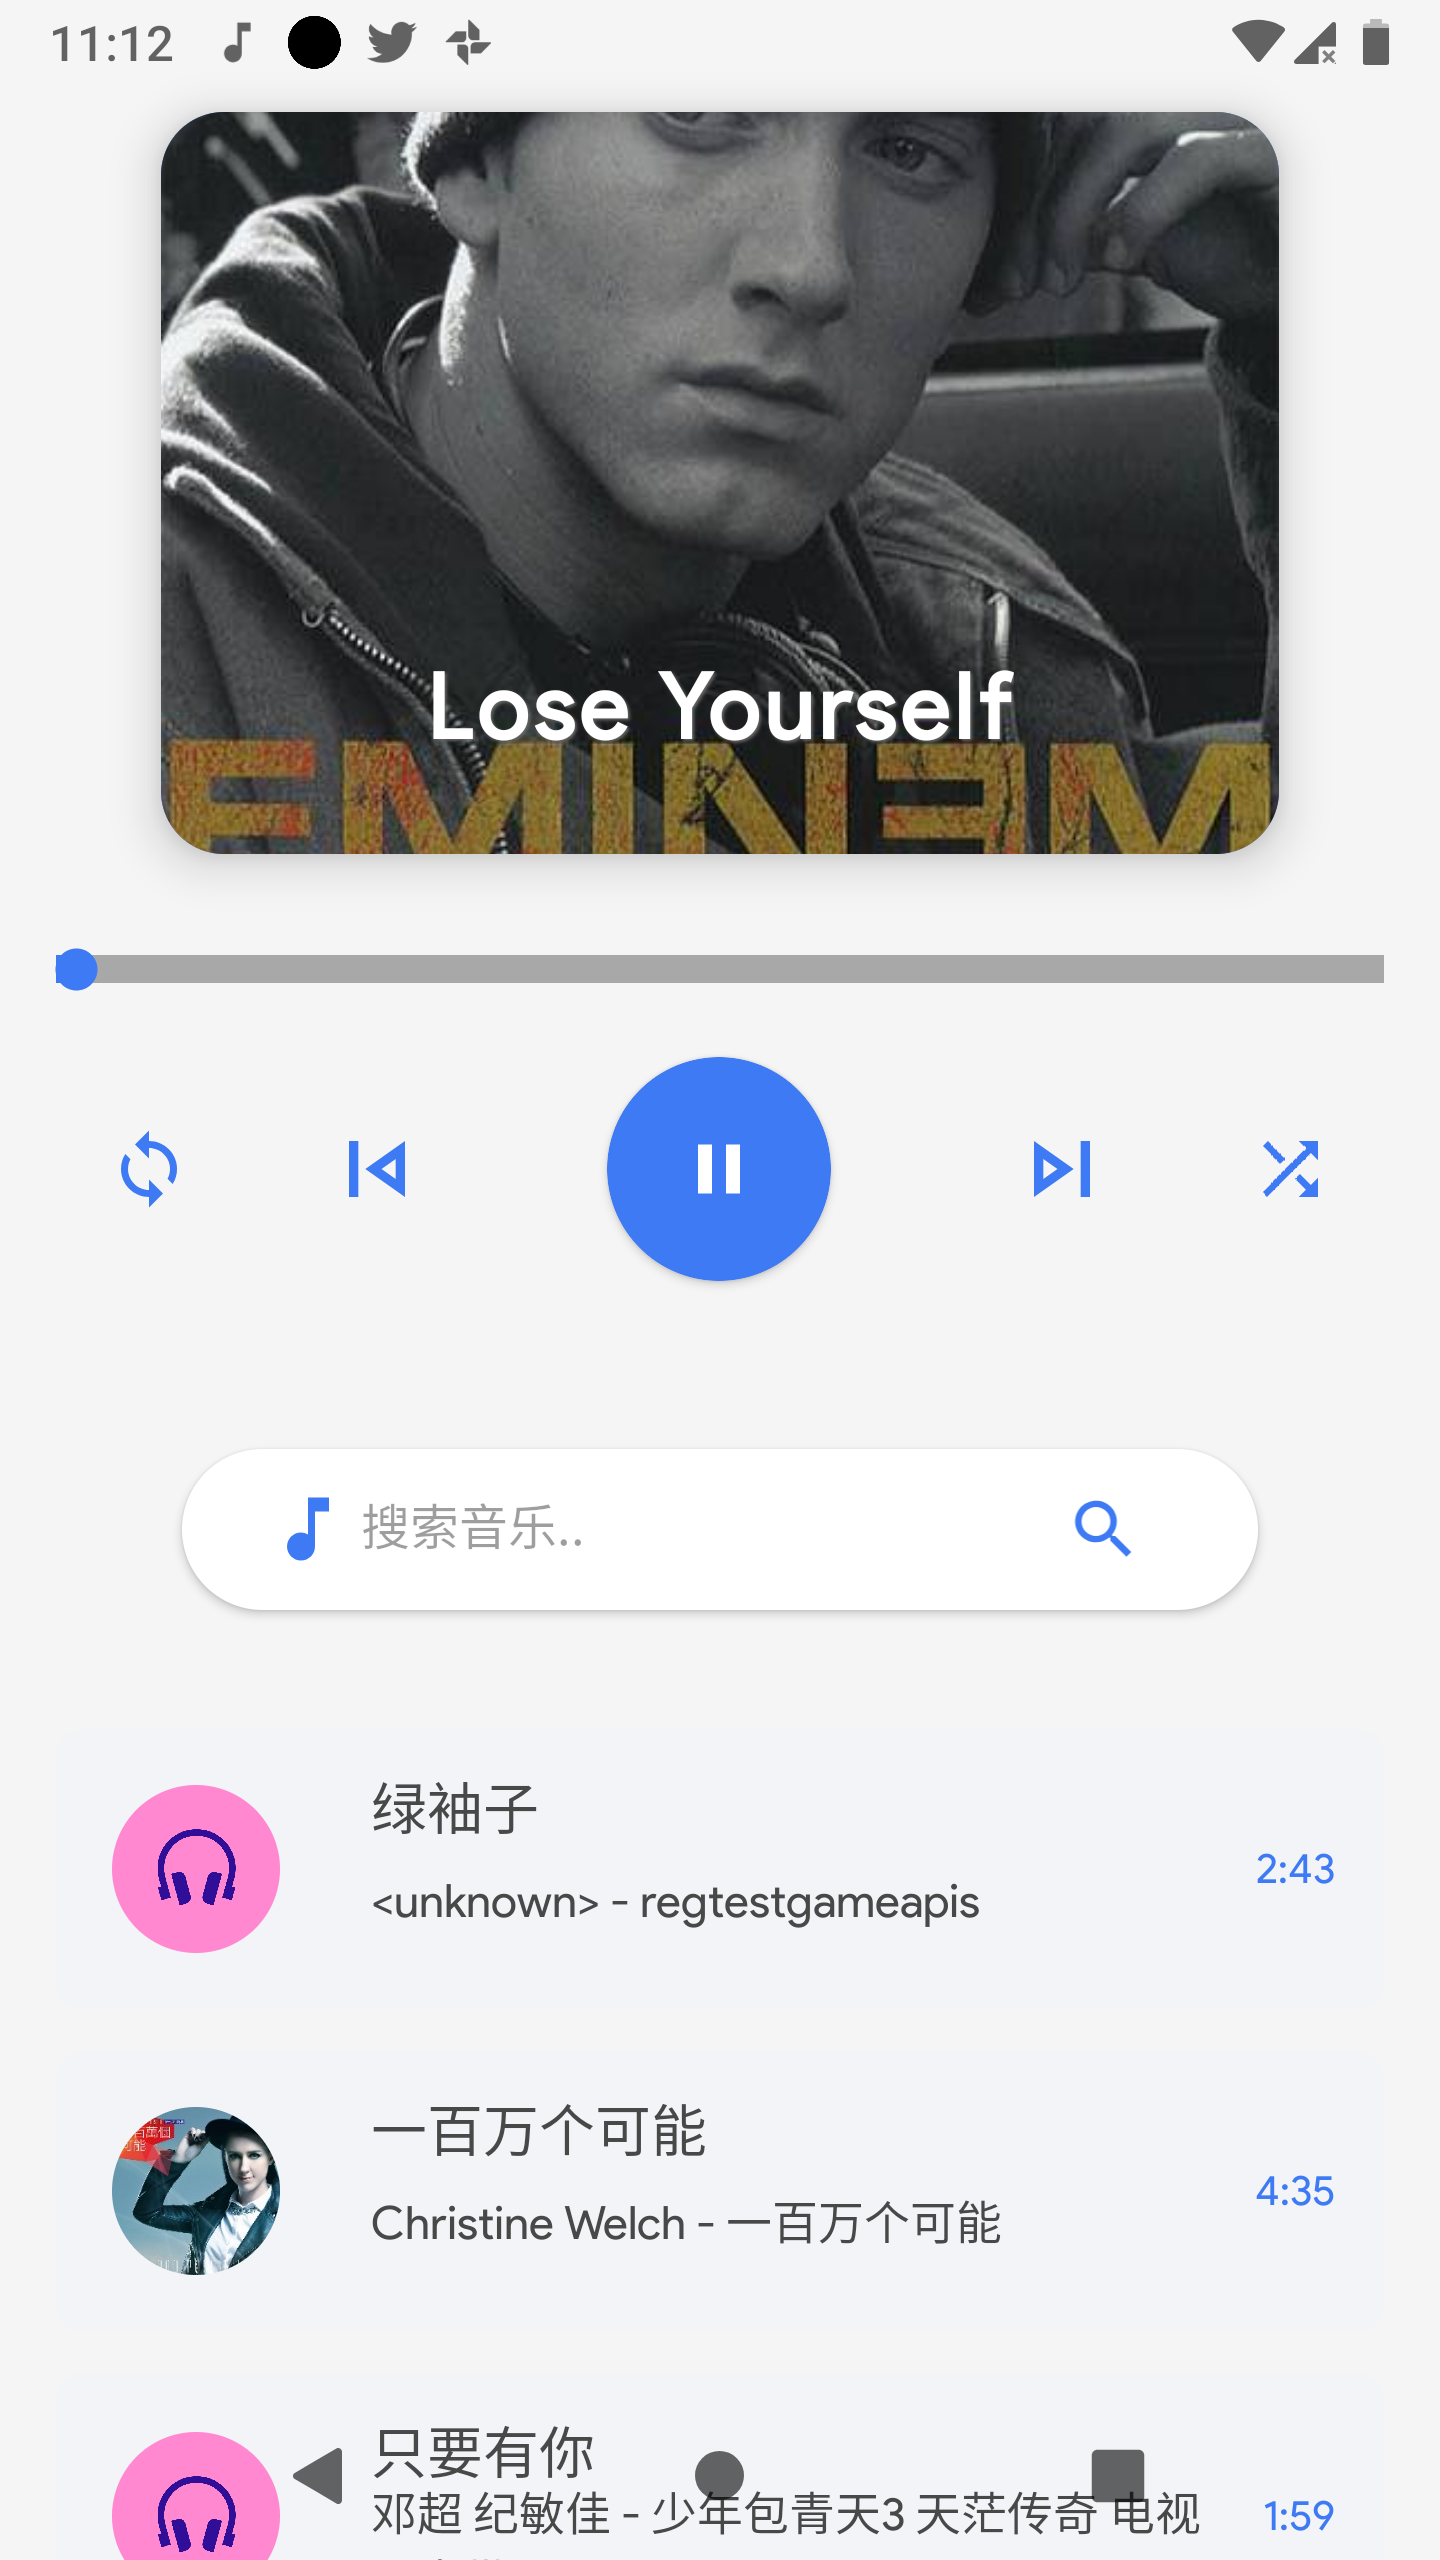 11:12
Lose Yourself
EMINEM
搜索音乐..
绿袖子
<unknown> - regtestgameapis
2:43
一百万个可能
Christine Welch - 一百万个可能
4:35
只要有你
邓超 纪敏佳 - 少年包青天3 天茫传奇 电视
1:59